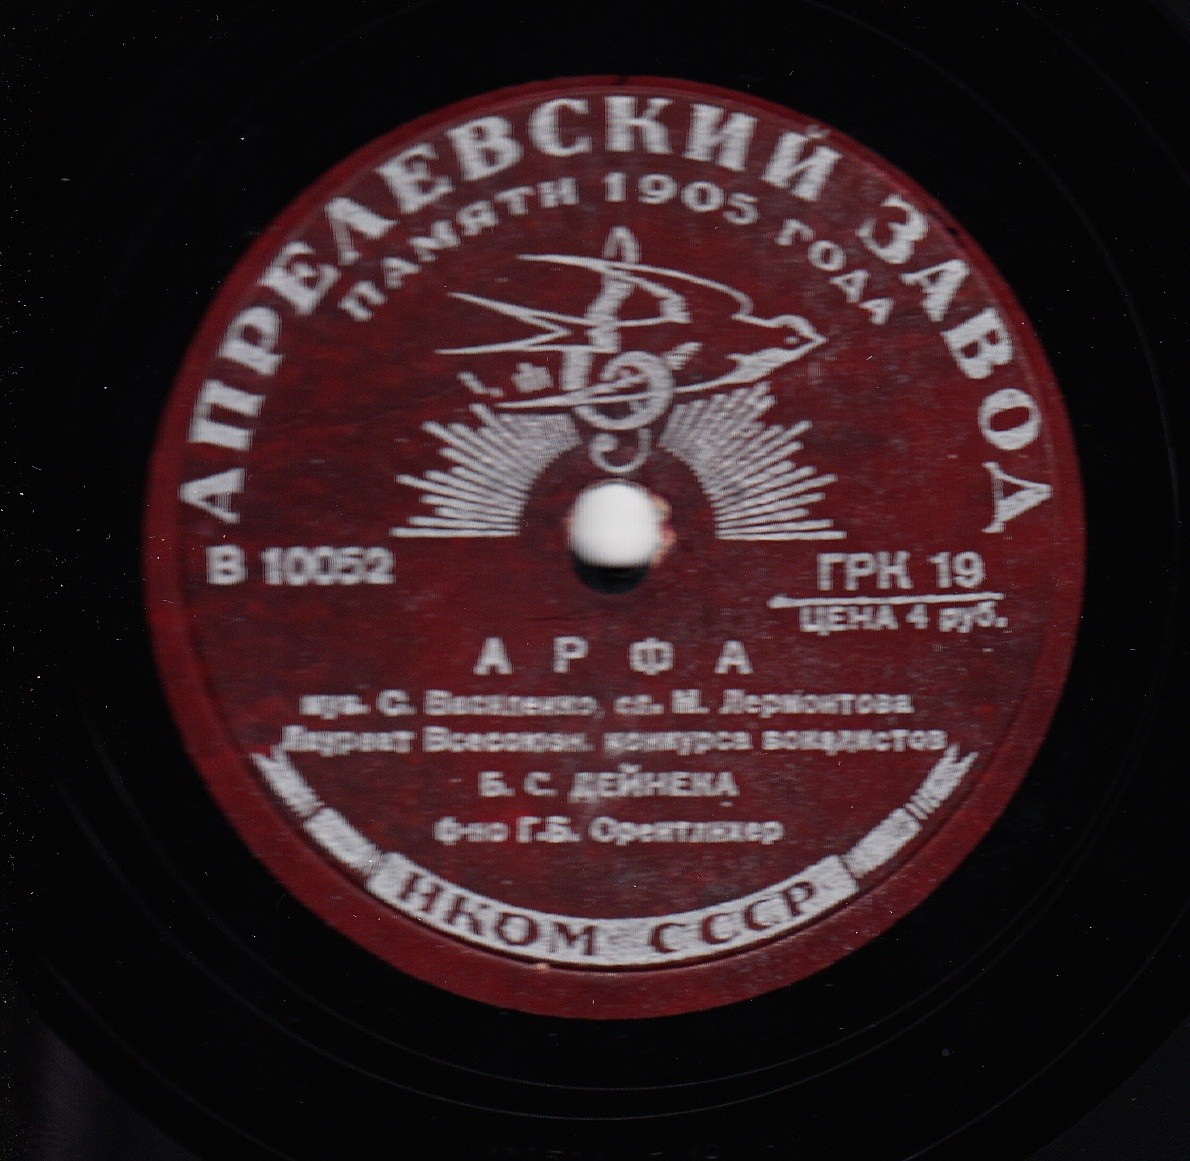 АПРЕЛЕВСКИЙ ЗАВОД
ПАМЯТИ 1905 ГОДА
В 10052
ГРК 19
ЦЕНА 4 руб.
АРФА
муз. С. Василенко, сл. М. Лермонтова
Лауреат Всесоюзн. конкурса вокалистов
Б. С. ДЕЙНЕКА
ф-но Г.Б. Орентлихер
НКОМ СССР